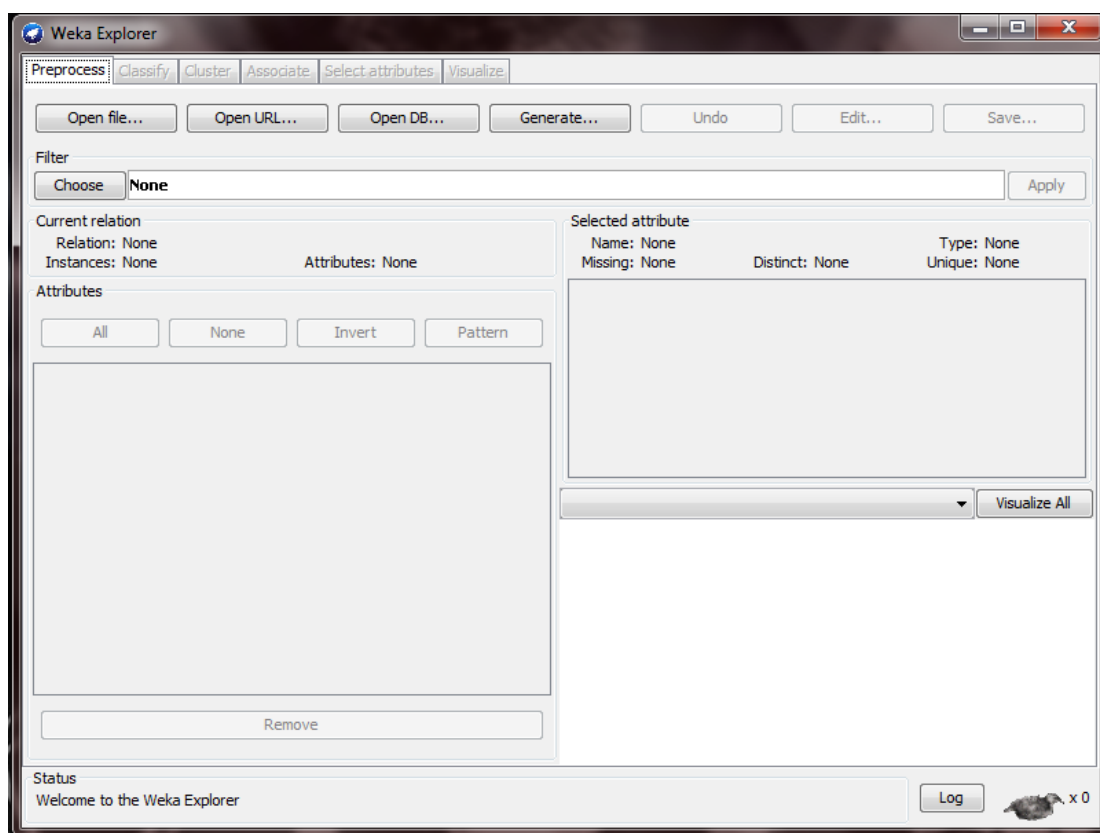 Weka Explorer
Preprocess Classify Cluster Associate Select attributes Visualize
Open file... Open URL... Open DB... Generate... Undo Edit... Save...
Filter
Choose None Apply
Current relation
Relation: None
Instances: None Attributes: None
Selected attribute
Name: None Type: None
Missing: None Distinct: None Unique: None
Attributes
All None Invert Pattern
Visualize All
Remove
Status
Welcome to the Weka Explorer
Log x 0